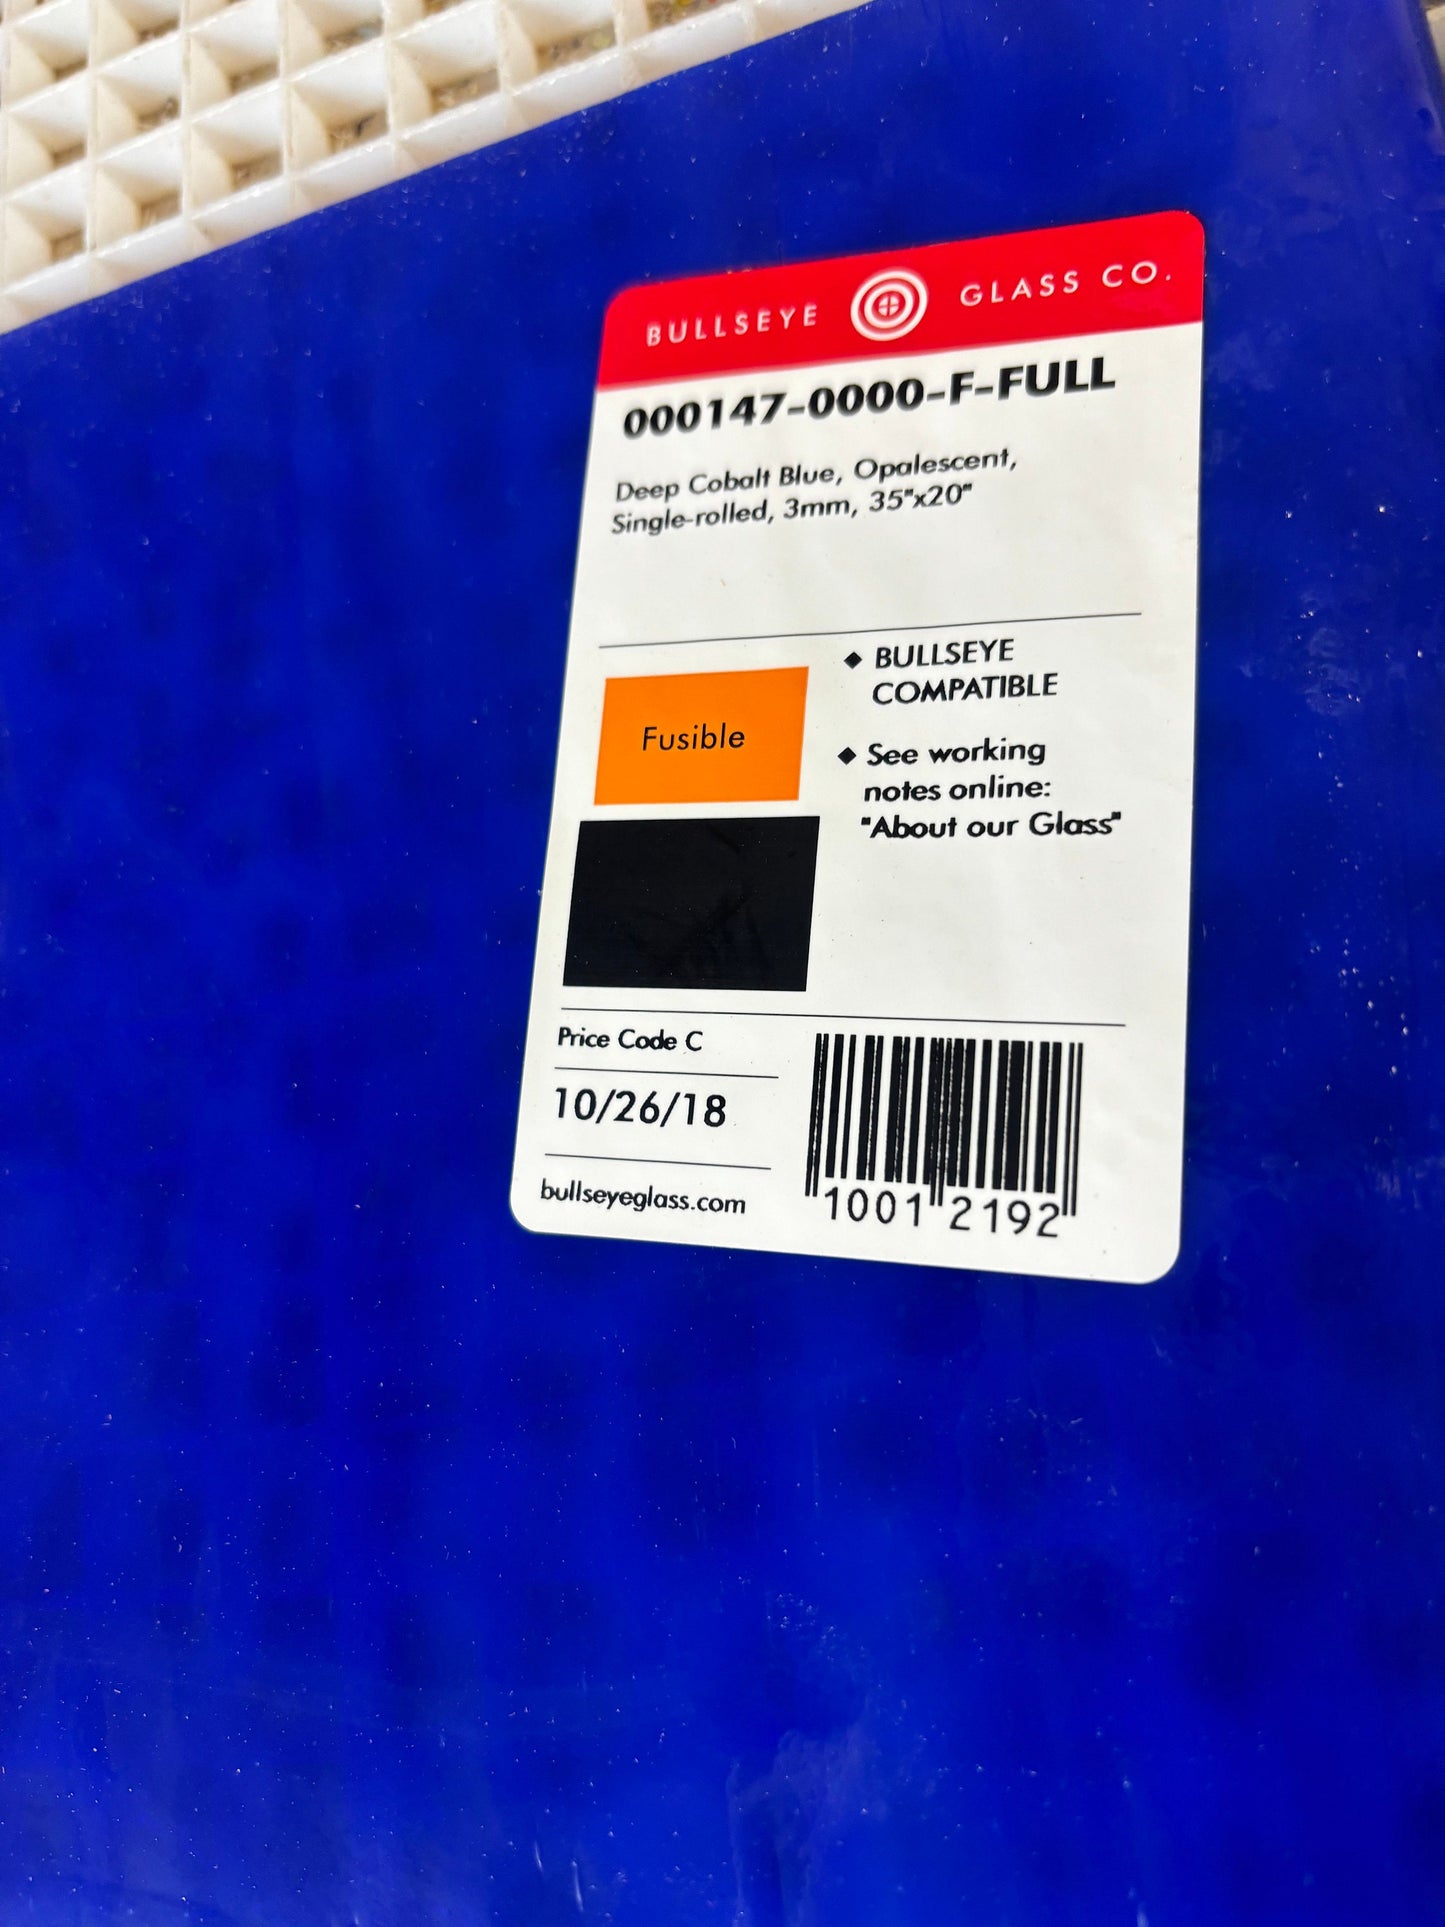 BULLSEYE GLASS CO.
000147-0000-F-FULL
Deep Cobalt Blue, Opalescent,
Single-rolled, 3mm, 35"x20"
Fusible
◆ BULLSEYE
COMPATIBLE
◆ See working
notes online:
"About our Glass"
Price Code C
10/26/18
bullseyeglass.com
1001 2192